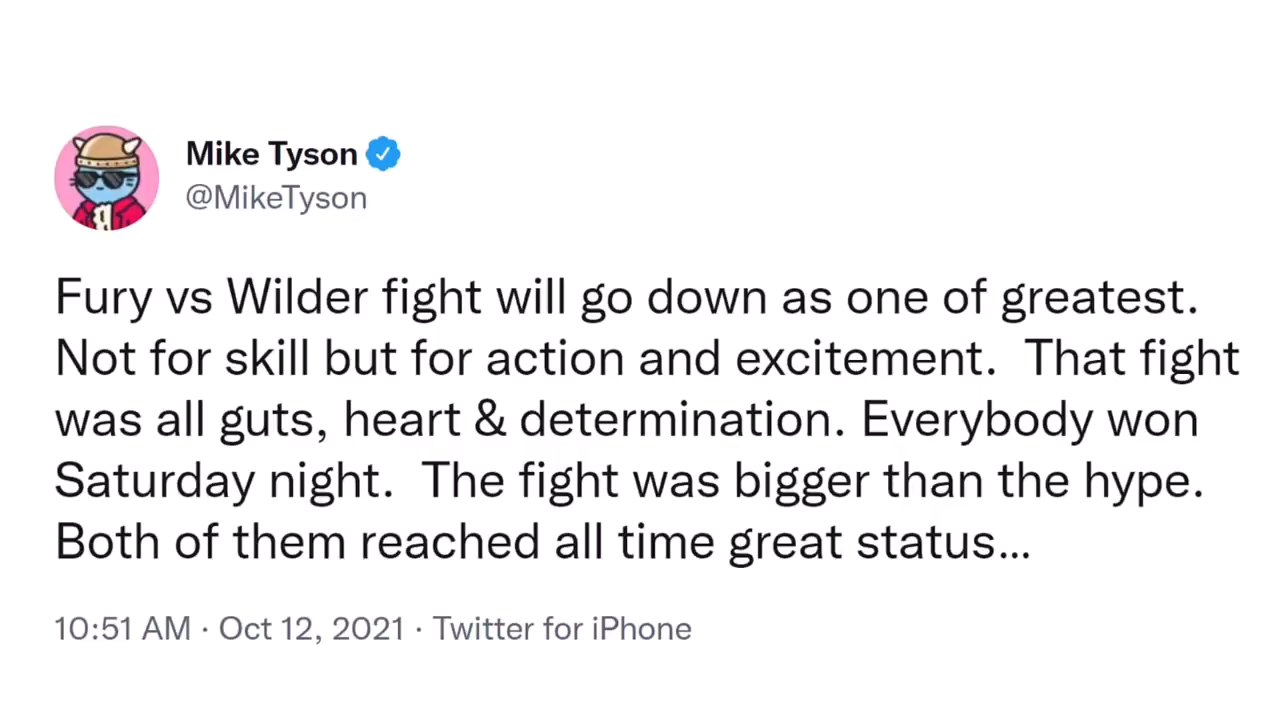 Mike Tyson
@MikeTyson
Fury vs Wilder fight will go down as one of greatest.
Not for skill but for action and excitement.  That fight
was all guts, heart & determination. Everybody won
Saturday night.  The fight was bigger than the hype.
Both of them reached all time great status...
10:51 AM · Oct 12, 2021 · Twitter for iPhone